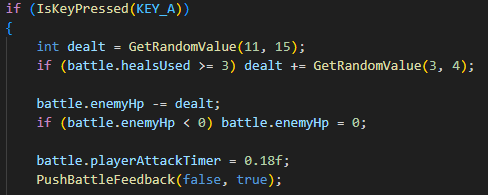 if (IsKeyPressed(KEY_A))
{
    int dealt = GetRandomValue(11, 15);
    if (battle.healsUsed >= 3) dealt += GetRandomValue(3, 4);

    battle.enemyHp -= dealt;
    if (battle.enemyHp < 0) battle.enemyHp = 0;

    battle.playerAttackTimer = 0.18f;
    PushBattleFeedback(false, true);